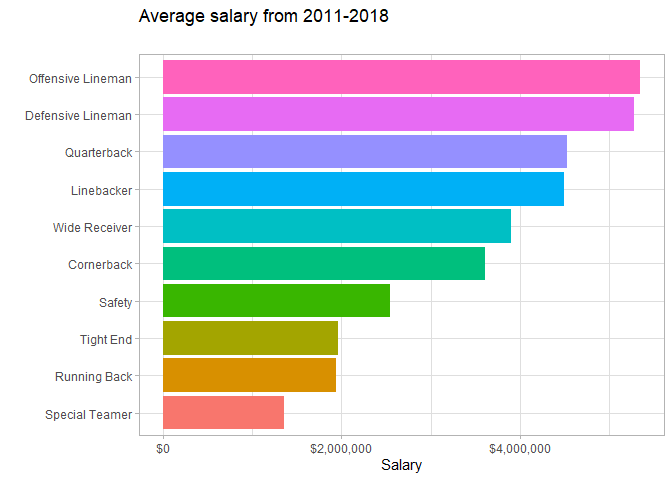 Average salary from 2011-2018
Offensive Lineman
Defensive Lineman
Quarterback
Linebacker
Wide Receiver
Cornerback
Safety
Tight End
Running Back
Special Teamer
$0 $2,000,000 $4,000,000
Salary